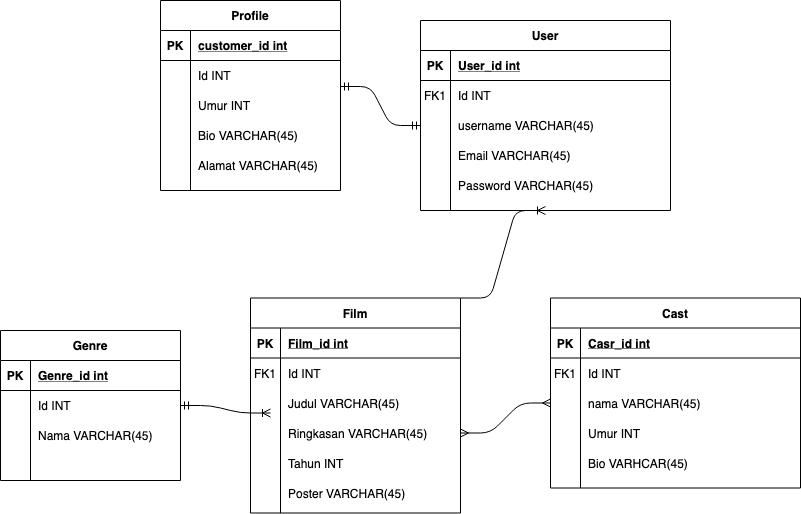 Profile
PK customer_id int
Id INT
Umur INT
Bio VARCHAR(45)
Alamat VARCHAR(45)
User
PK User_id int
FK1 Id INT
username VARCHAR(45)
Email VARCHAR(45)
Password VARCHAR(45)
Genre
PK Genre_id int
Id INT
Nama VARCHAR(45)
Film
PK Film_id int
FK1 Id INT
Judul VARCHAR(45)
Ringkasan VARCHAR(45)
Tahun INT
Poster VARCHAR(45)
Cast
PK Casr_id int
FK1 Id INT
nama VARCHAR(45)
Umur INT
Bio VARHCAR(45)